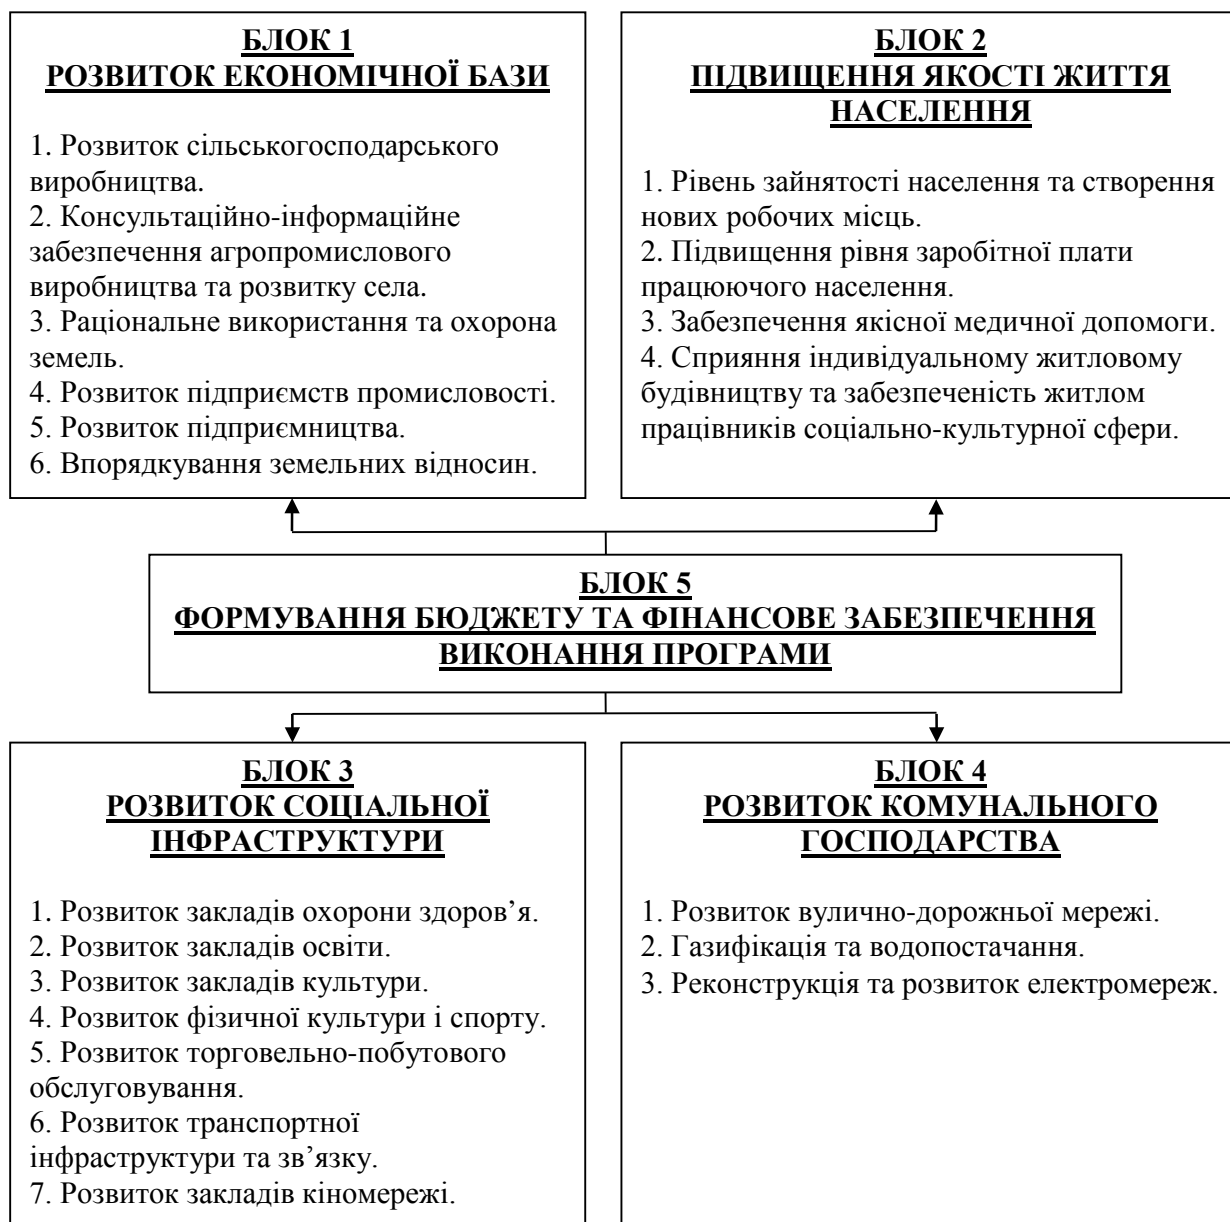 БЛОК 1
РОЗВИТОК ЕКОНОМІЧНОЇ БАЗИ
1. Розвиток сільськогосподарського
виробництва.
2. Консультаційно-інформаційне
забезпечення агропромислового
виробництва та розвитку села.
3. Раціональне використання та охорона
земель.
4. Розвиток підприємств промисловості.
5. Розвиток підприємництва.
6. Впорядкування земельних відносин.
БЛОК 2
ПІДВИЩЕННЯ ЯКОСТІ ЖИТТЯ
НАСЕЛЕННЯ
1. Рівень зайнятості населення та створення
нових робочих місць.
2. Підвищення рівня заробітної плати
працюючого населення.
3. Забезпечення якісної медичної допомоги.
4. Сприяння індивідуальному житловому
будівництву та забезпеченість житлом
працівників соціально-культурної сфери.
БЛОК 5
ФОРМУВАННЯ БЮДЖЕТУ ТА ФІНАНСОВЕ ЗАБЕЗПЕЧЕННЯ
ВИКОНАННЯ ПРОГРАМИ
БЛОК 3
РОЗВИТОК СОЦІАЛЬНОЇ
ІНФРАСТРУКТУРИ
1. Розвиток закладів охорони здоров’я.
2. Розвиток закладів освіти.
3. Розвиток закладів культури.
4. Розвиток фізичної культури і спорту.
5. Розвиток торговельно-побутового
обслуговування.
6. Розвиток транспортної
інфраструктури та зв’язку.
7. Розвиток закладів кіномережі.
БЛОК 4
РОЗВИТОК КОМУНАЛЬНОГО
ГОСПОДАРСТВА
1. Розвиток вулично-дорожньої мережі.
2. Газифікація та водопостачання.
3. Реконструкція та розвиток електромереж.